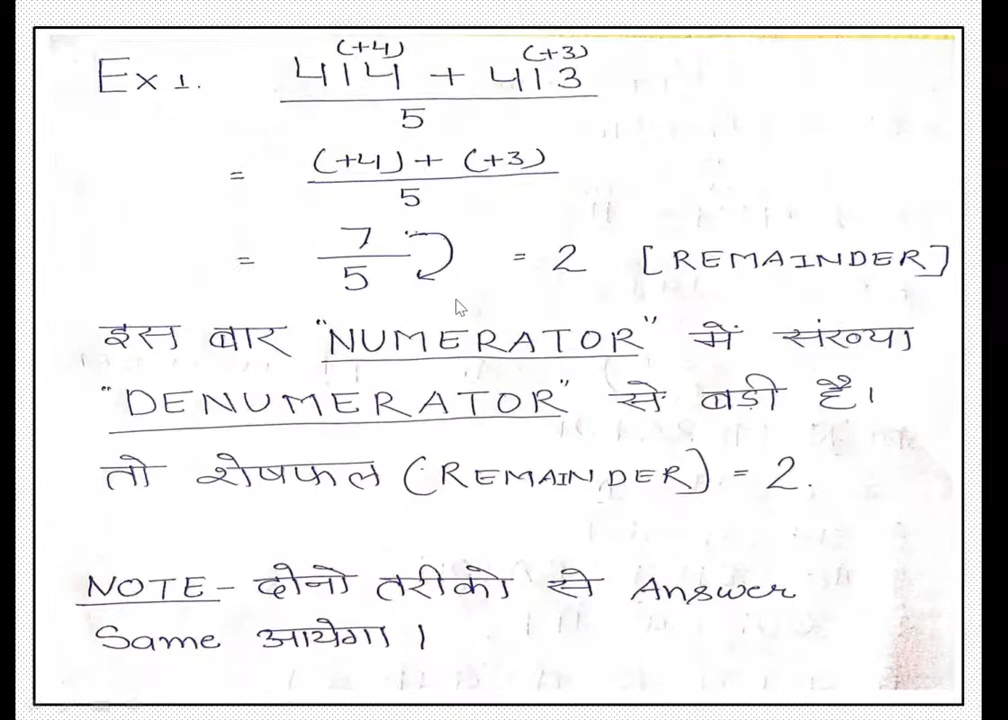 (+4) (+3)
Ex 1. 414 + 413
5
= (+4) + (+3)
5
= 7 = 2 [REMAINDER]
5
इस बार "NUMERATOR" में संख्या
"DENUMERATOR" से बड़ी है।
तो शेषफल (REMAINDER) = 2.
NOTE - दोनो तरीको से Answer
Same आयेगा।